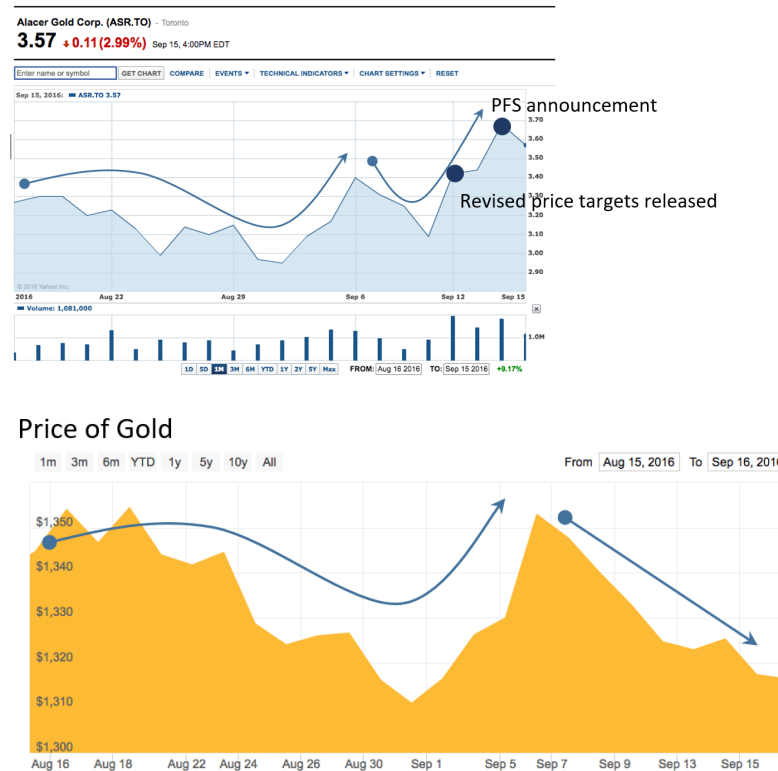 Alacer Gold Corp. (ASR.TO) - Toronto
3.57 0.11 (2.99%) Sep 15, 4:00PM EDT
Enter name or symbol GET CHART COMPARE EVENTS TECHNICAL INDICATORS CHART SETTINGS RESET
Sep 15, 2016: ASR.TO 3.57
PFS announcement
3.70
3.60
3.50
3.40
3.30
Revised price targets released
3.20
3.10
3.00
2.90
© 2016 Yahoo! Inc.
2016 Aug 22 Aug 29 Sep 6 Sep 12 Sep 15
Volume: 1,081,000
1.0M
1D 5D 1M 3M 6M YTD 1Y 2Y 5Y Max FROM: Aug 16 2016 TO: Sep 15 2016 +9.17%
Price of Gold
1m 3m 6m YTD 1y 5y 10y All From Aug 15, 2016 To Sep 16, 201
$1,350
$1,340
$1,330
$1,320
$1,310
$1,300
Aug 16 Aug 18 Aug 22 Aug 24 Aug 26 Aug 30 Sep 1 Sep 5 Sep 7 Sep 9 Sep 13 Sep 15